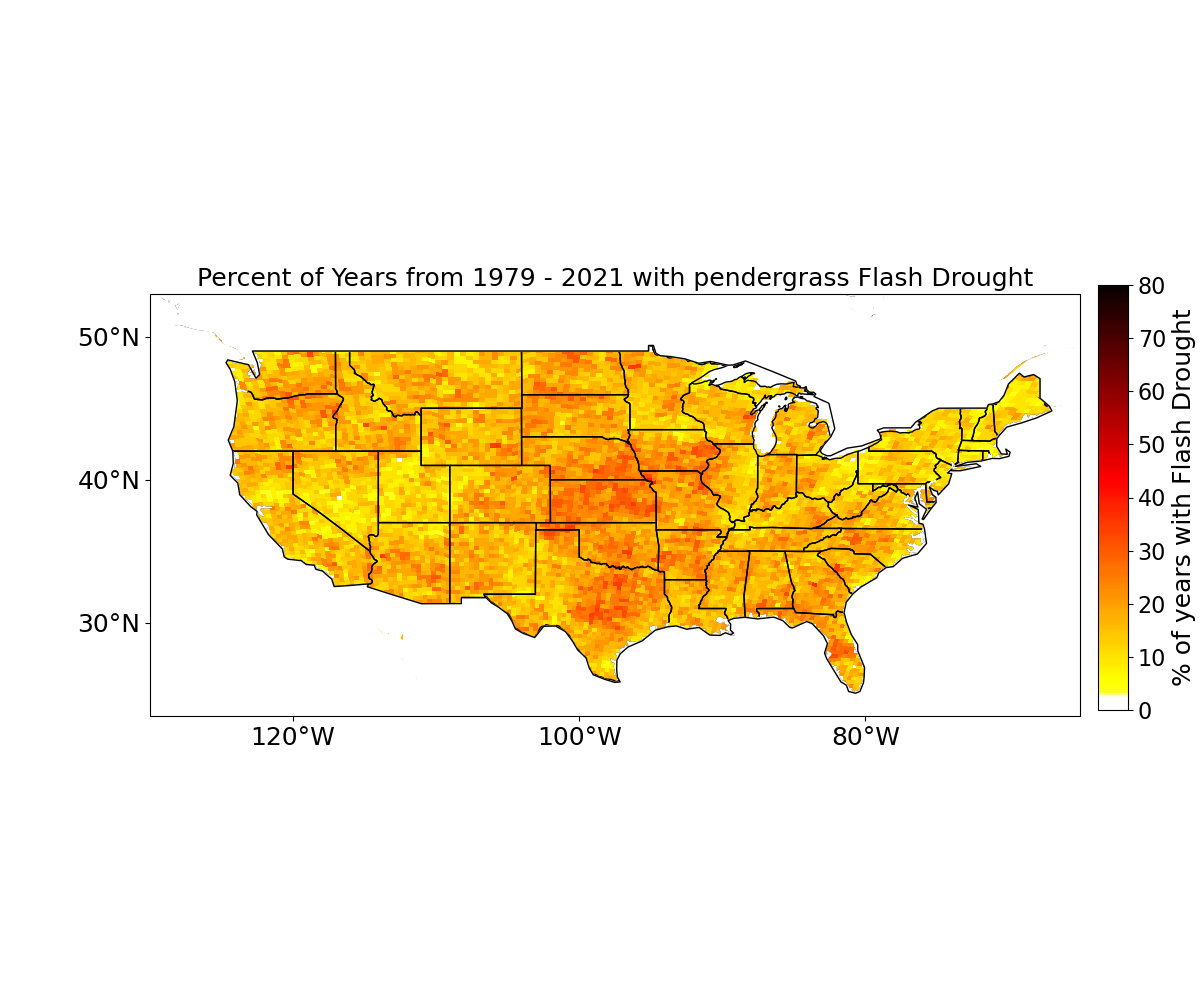 Percent of Years from 1979 - 2021 with pendergrass Flash Drought
50°N
40°N
30°N
120°W
100°W
80°W
80
70
60
50
40
30
20
10
0
% of years with Flash Drought